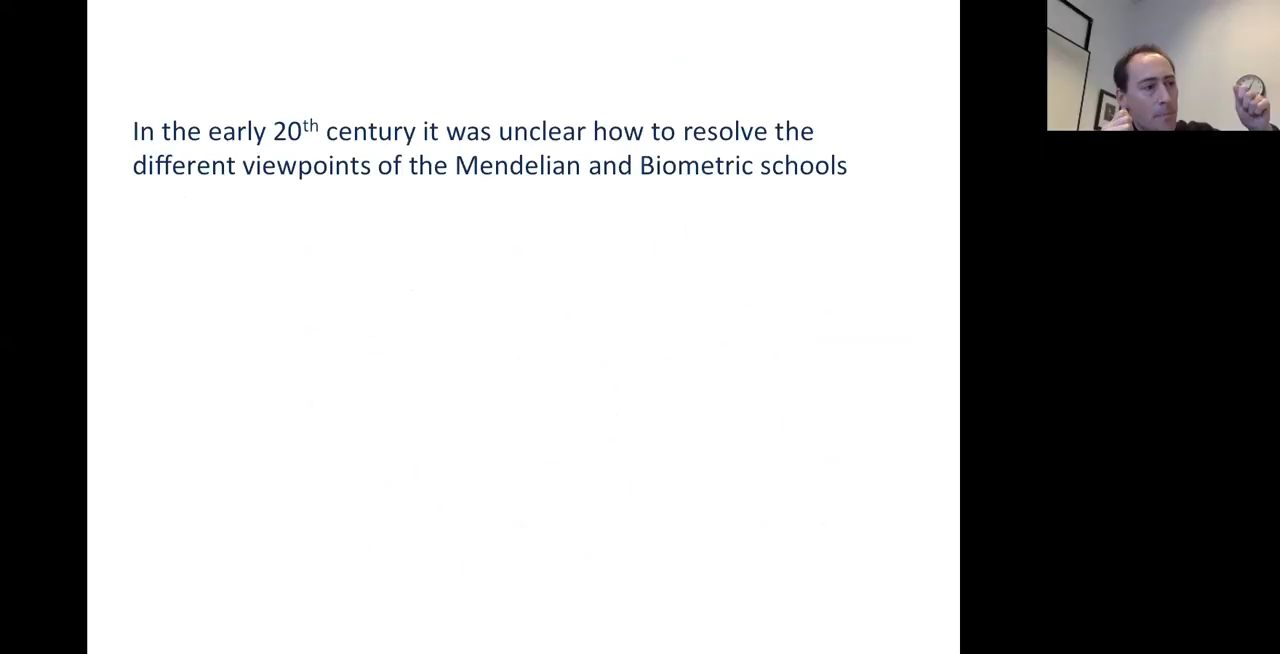 In the early 20th century it was unclear how to resolve the
different viewpoints of the Mendelian and Biometric schools